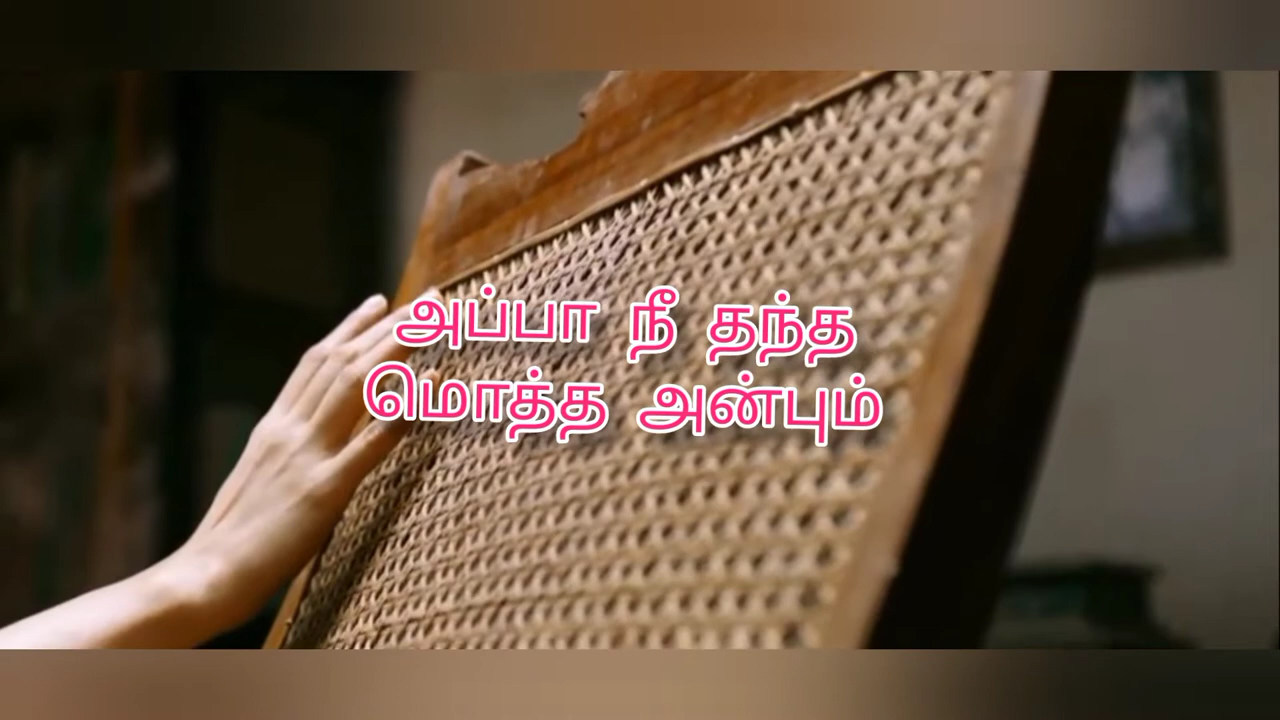 அப்பா நீ தந்த
மொத்த அன்பும்